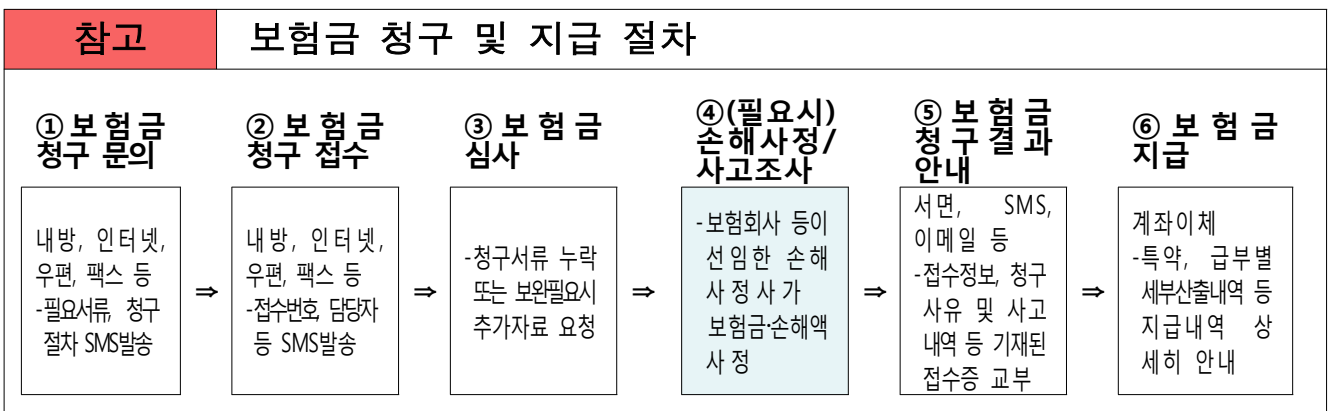 참고 보험금 청구 및 지급 절차
① 보험금
청구 문의
내방, 인터넷,
우편, 팩스 등
-필요서류, 청구
절차 SMS발송
⇒
② 보험금
청구 접수
내방, 인터넷,
우편, 팩스 등
-접수번호, 담당자
등 SMS발송
⇒
③ 보험금
심사
-청구서류 누락
또는 보완필요시
추가자료 요청
⇒
④(필요시)
손해사정/
사고조사
-보험회사 등이
선임한 손해
사정사가
보험금·손해액
사정
⇒
⑤ 보험금
청구결과
안내
서면, SMS,
이메일 등
-접수정보, 청구
사유 및 사고
내역 등 기재된
접수증 교부
⇒
⑥ 보험금
지급
계좌이체
-특약, 급부별
세부산출내역 등
지급내역 상
세히 안내